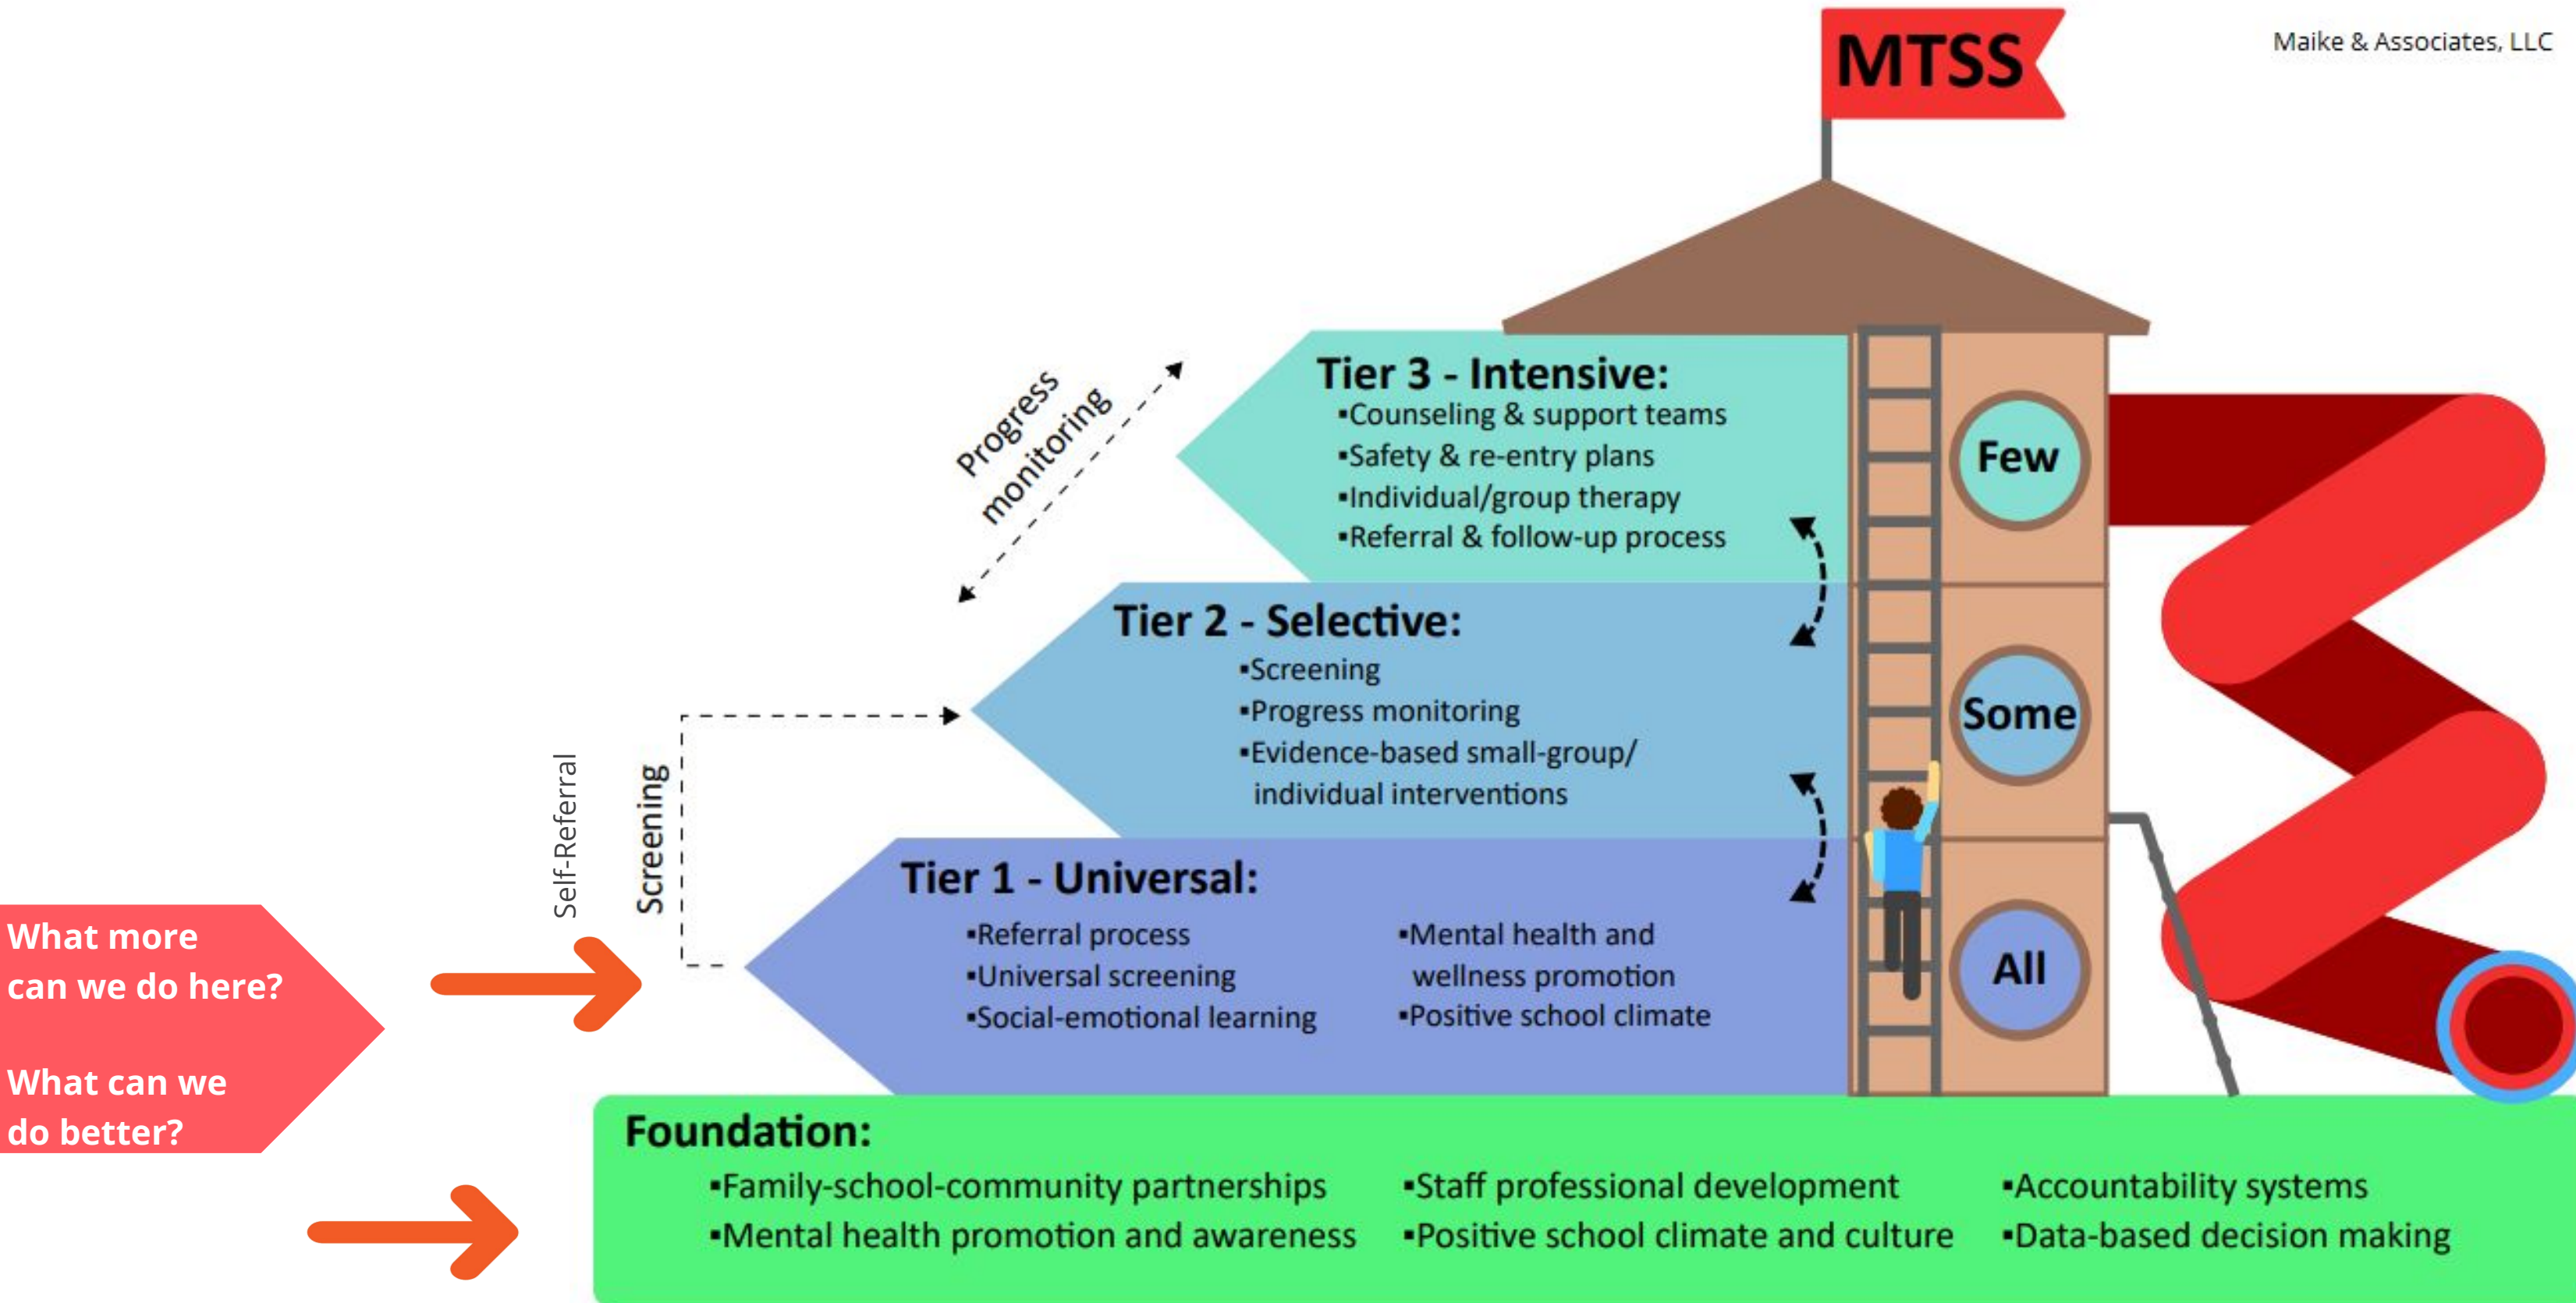 MTSS
Maike & Associates, LLC
Progress
monitoring
Tier 3 - Intensive:
▪Counseling & support teams
▪Safety & re-entry plans
▪Individual/group therapy
▪Referral & follow-up process
Few
Tier 2 - Selective:
▪Screening
▪Progress monitoring
▪Evidence-based small-group/
individual interventions
Some
Self-Referral
Screening
Tier 1 - Universal:
▪Referral process
▪Universal screening
▪Social-emotional learning
▪Mental health and
wellness promotion
▪Positive school climate
All
What more
can we do here?
What can we
do better?
Foundation:
▪Family-school-community partnerships
▪Mental health promotion and awareness
▪Staff professional development
▪Positive school climate and culture
▪Accountability systems
▪Data-based decision making